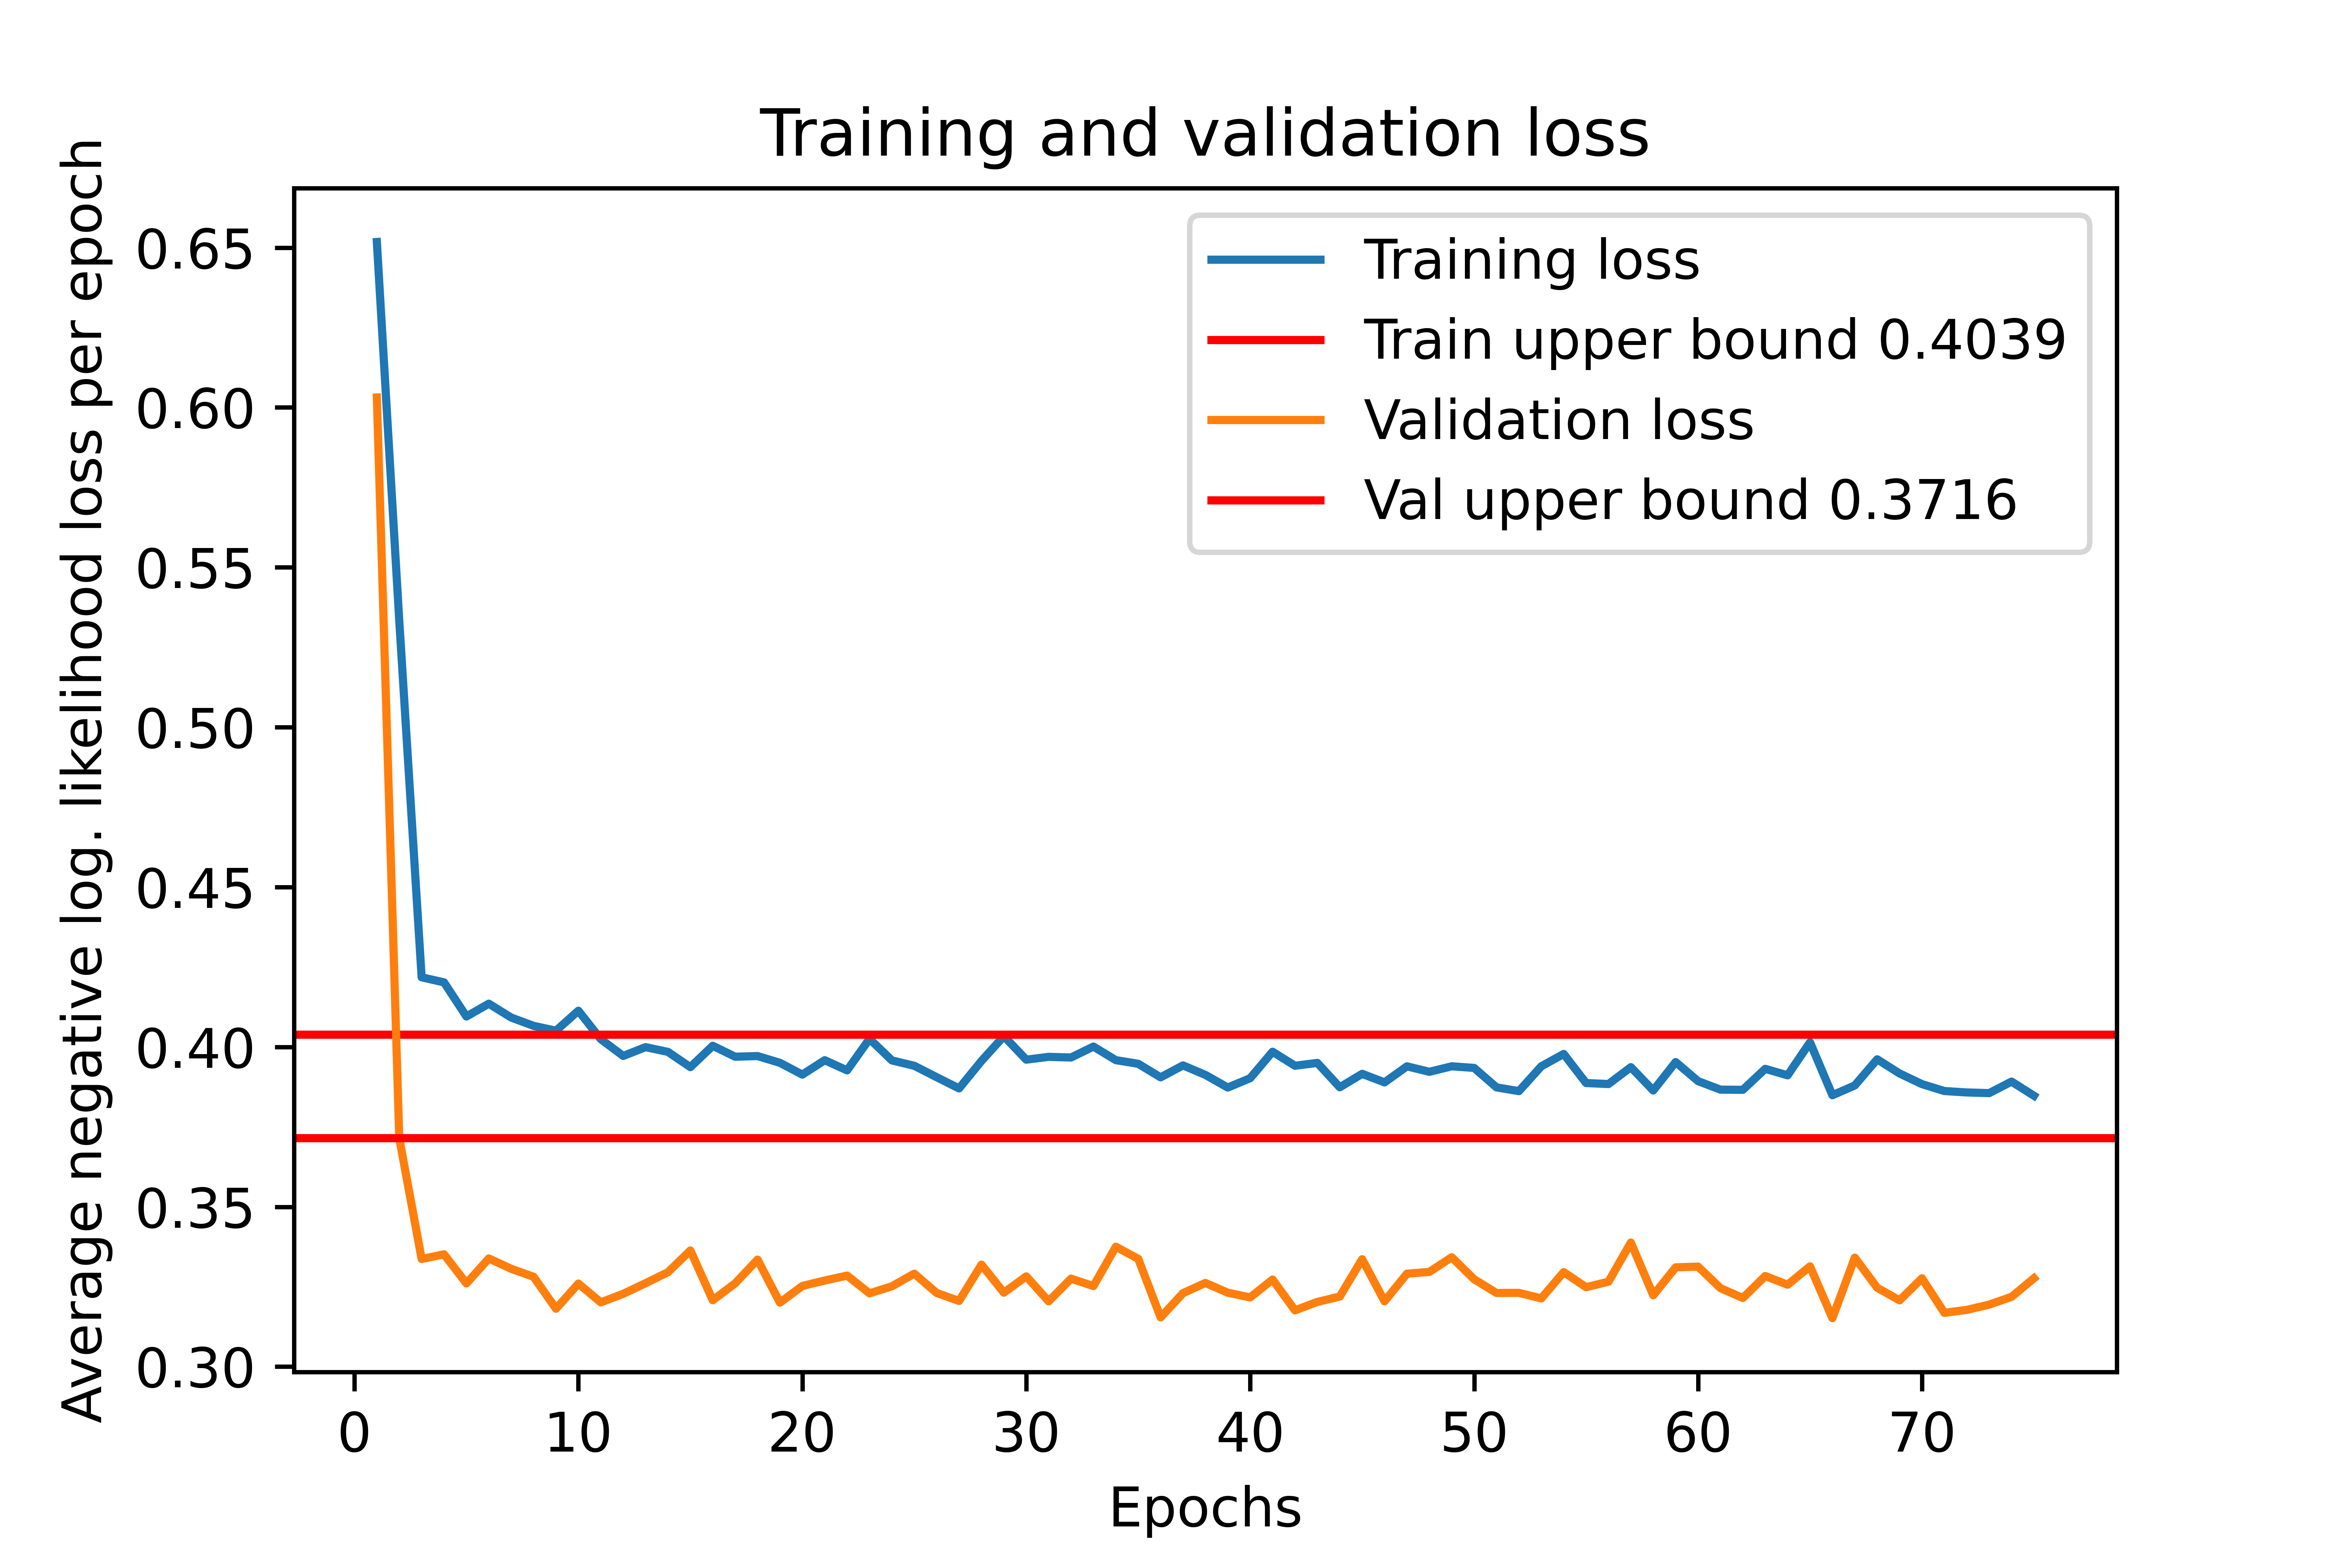 Training and validation loss
Average negative log. likelihood loss per epoch
0.65
0.60
0.55
0.50
0.45
0.40
0.35
0.30
Training loss
Train upper bound 0.4039
Validation loss
Val upper bound 0.3716
0 10 20 30 40 50 60 70
Epochs